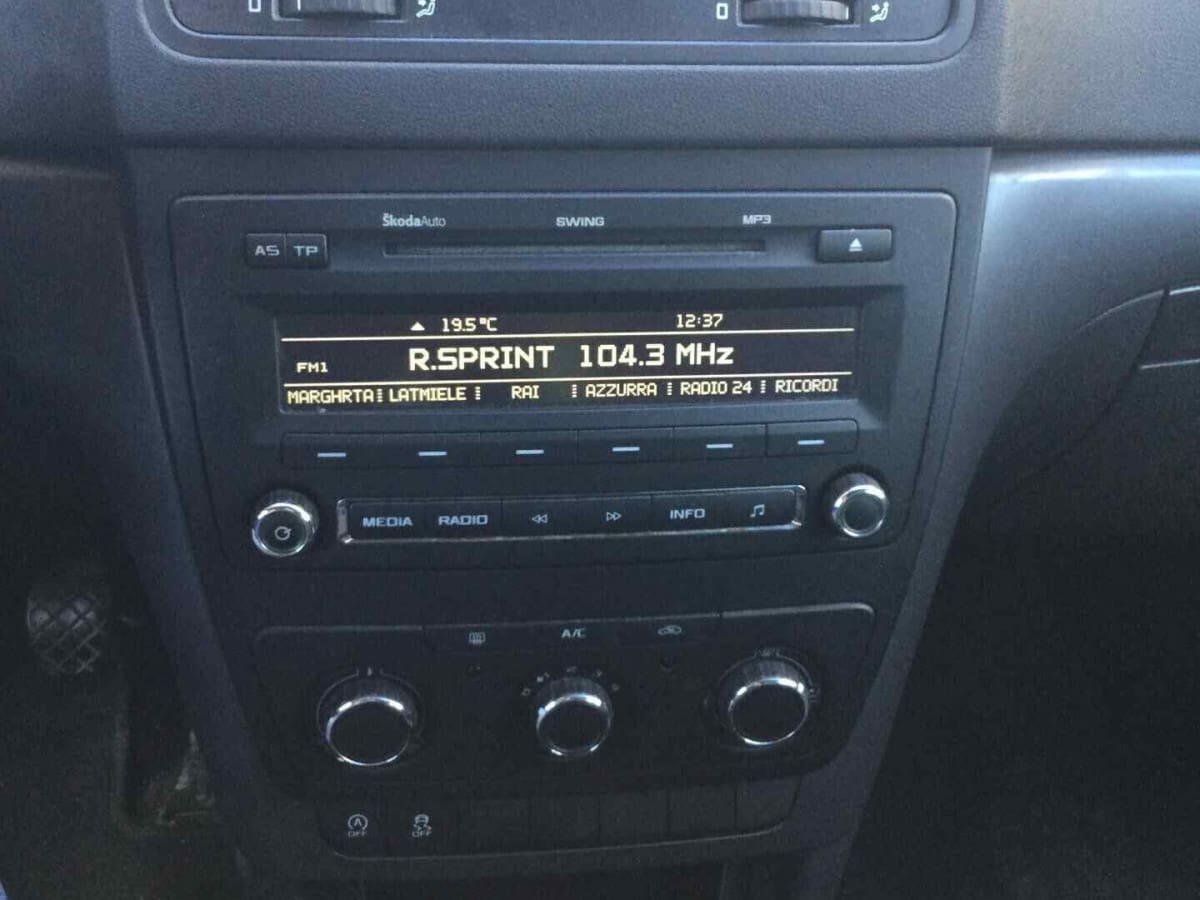 ŠkodaAuto SWING MP3
AS TP
19.5°C 12:37
FM1 R.SPRINT 104.3 MHz
MARGHRTA LATMIELE RAI AZZURRA RADIO 24 RICORDI
MEDIA RADIO INFO
A/C
OFF OFF